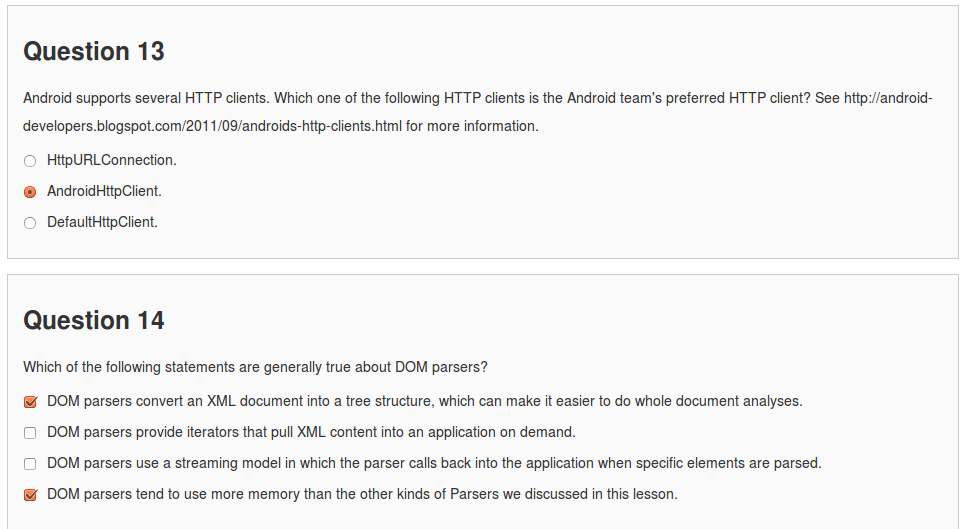 Question 13
Android supports several HTTP clients. Which one of the following HTTP clients is the Android team's preferred HTTP client? See http://android-
developers.blogspot.com/2011/09/androids-http-clients.html for more information.
HttpURLConnection.
AndroidHttpClient.
DefaultHttpClient.
Question 14
Which of the following statements are generally true about DOM parsers?
DOM parsers convert an XML document into a tree structure, which can make it easier to do whole document analyses.
DOM parsers provide iterators that pull XML content into an application on demand.
DOM parsers use a streaming model in which the parser calls back into the application when specific elements are parsed.
DOM parsers tend to use more memory than the other kinds of Parsers we discussed in this lesson.